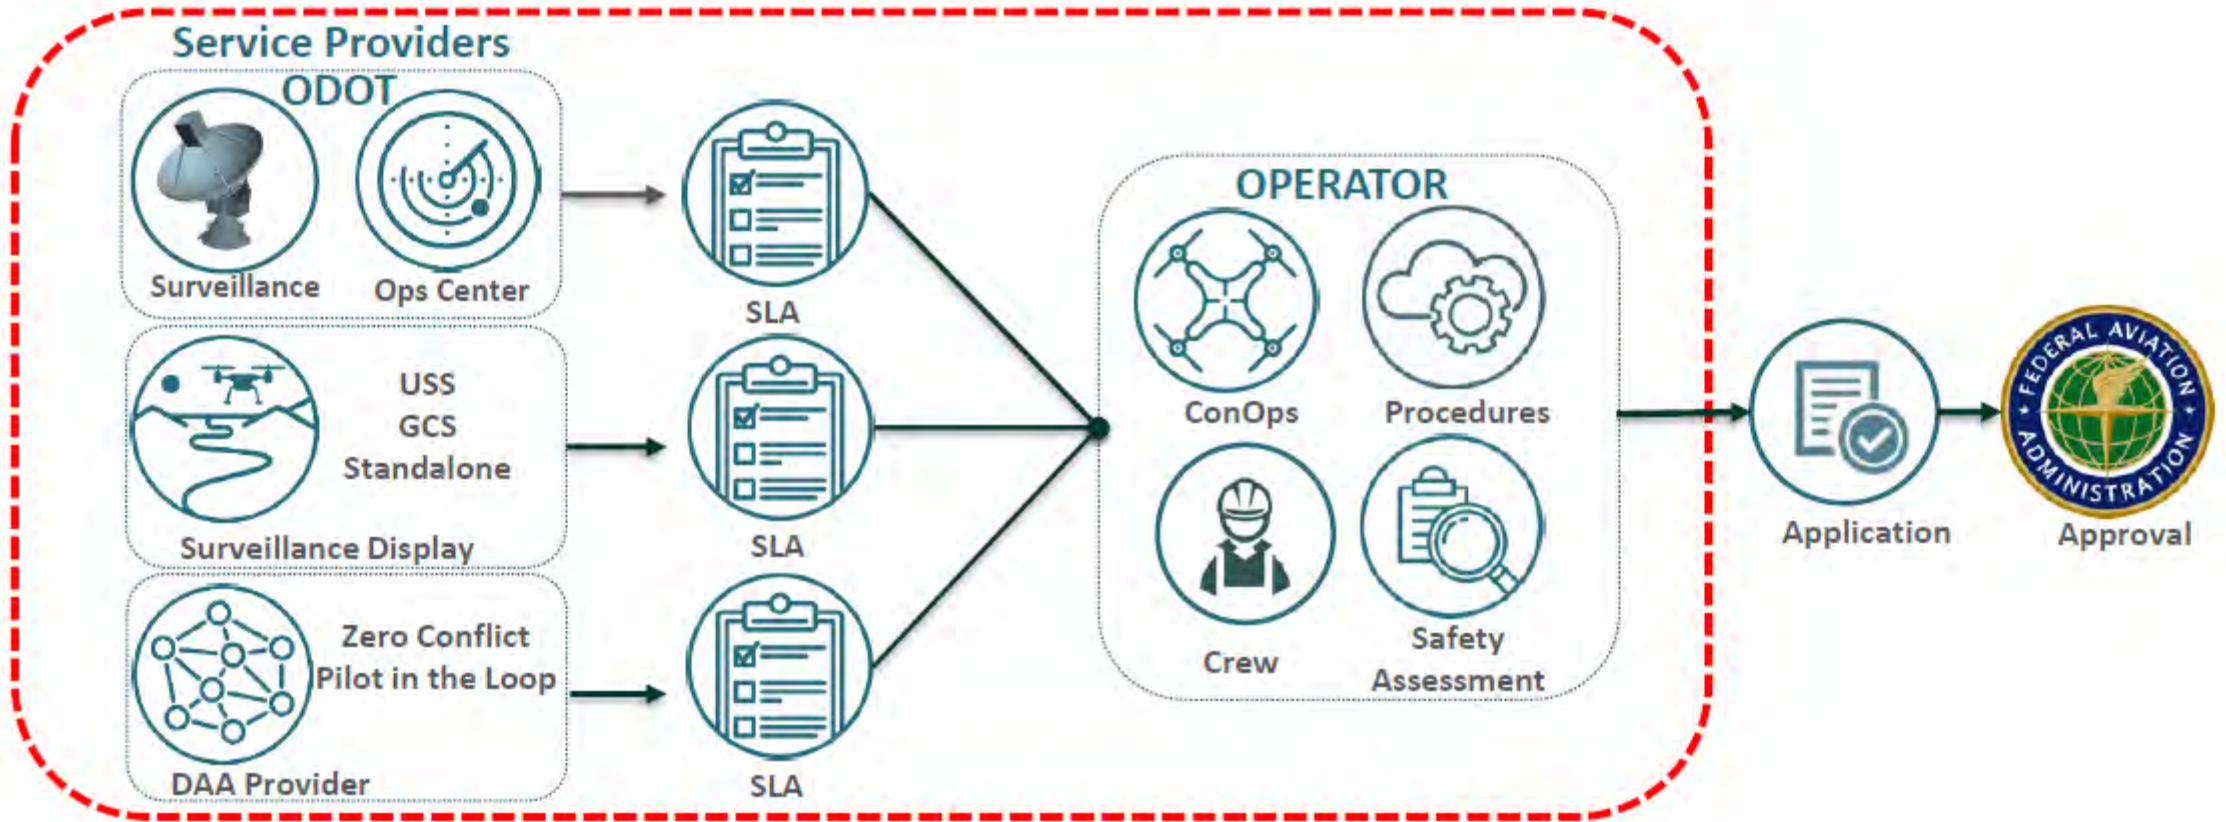 Service Providers
ODOT
Surveillance
Ops Center
SLA
USS
GCS
Standalone
Surveillance Display
SLA
Zero Conflict
Pilot in the Loop
DAA Provider
SLA
OPERATOR
ConOps
Procedures
Crew
Safety
Assessment
Application
FEDERAL AVIATION
ADMINISTRATION
Approval